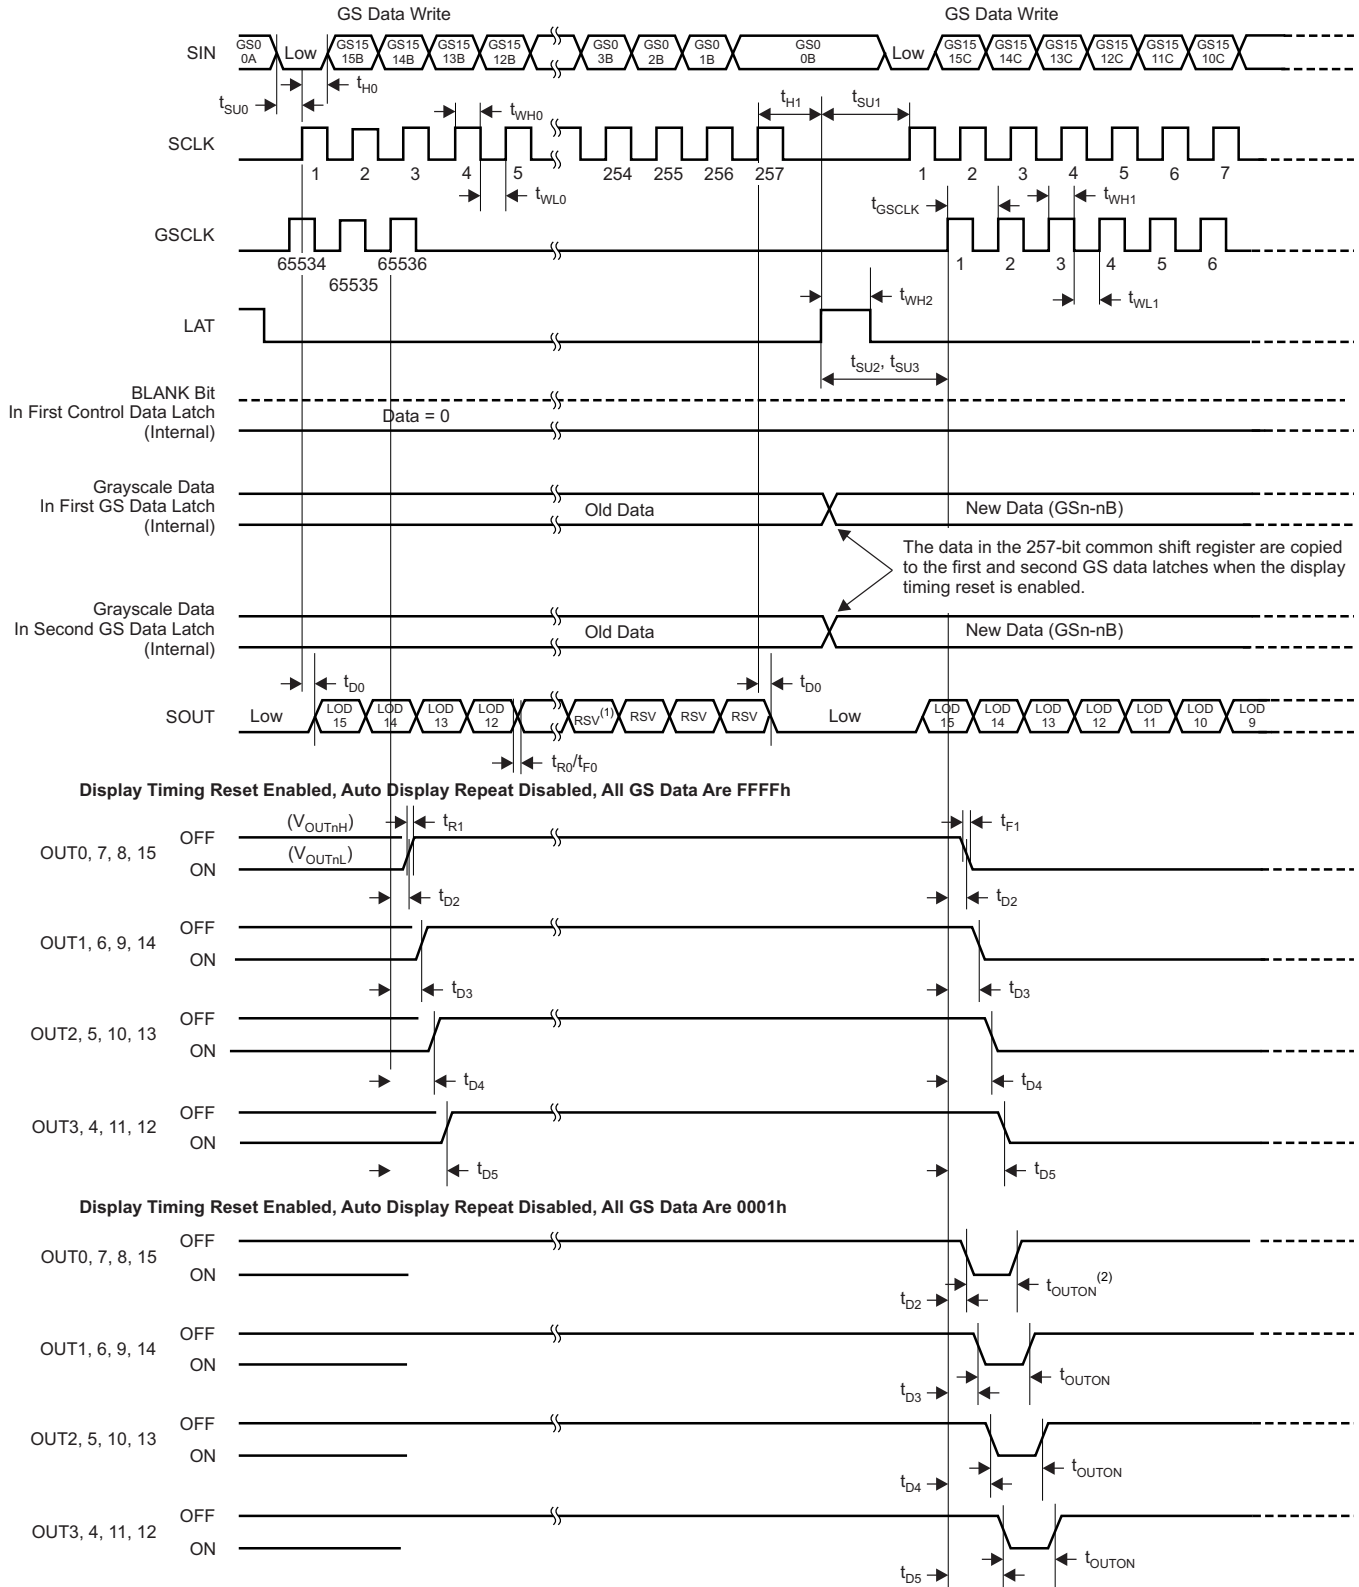 GS Data Write
GS Data Write
SIN
GS0 0A
Low
GS15 15B
GS15 14B
GS15 13B
GS15 12B
GS0 3B
GS0 2B
GS0 1B
GS0 0B
Low
GS15 15C
GS15 14C
GS15 13C
GS15 12C
GS15 11C
GS15 10C
tSU0
tH0
tWH0
tH1
tSU1
SCLK
1 2 3 4 5 254 255 256 257 1 2 3 4 5 6 7
tWL0
tGSCLK
tWH1
GSCLK
65534
65535
65536
1 2 3 4 5 6
tWH2
tWL1
LAT
tSU2, tSU3
BLANK Bit
In First Control Data Latch
(Internal)
Data = 0
Grayscale Data
In First GS Data Latch
(Internal)
Old Data
New Data (GSn-nB)
The data in the 257-bit common shift register are copied
to the first and second GS data latches when the display
timing reset is enabled.
Grayscale Data
In Second GS Data Latch
(Internal)
Old Data
New Data (GSn-nB)
tD0
tD0
SOUT
Low
LOD 15
LOD 14
LOD 13
LOD 12
RSV(1)
RSV
RSV
RSV
Low
LOD 15
LOD 14
LOD 13
LOD 12
LOD 11
LOD 10
LOD 9
tR0/tF0
Display Timing Reset Enabled, Auto Display Repeat Disabled, All GS Data Are FFFFh
OUT0, 7, 8, 15
OFF
(VOUTnH)
tR1
tF1
ON
(VOUTnL)
tD2
tD2
OUT1, 6, 9, 14
OFF
ON
tD3
tD3
OUT2, 5, 10, 13
OFF
ON
tD4
tD4
OUT3, 4, 11, 12
OFF
ON
tD5
tD5
Display Timing Reset Enabled, Auto Display Repeat Disabled, All GS Data Are 0001h
OUT0, 7, 8, 15
OFF
ON
tD2
tOUTON(2)
OUT1, 6, 9, 14
OFF
ON
tD3
tOUTON
OUT2, 5, 10, 13
OFF
ON
tD4
tOUTON
OUT3, 4, 11, 12
OFF
ON
tD5
tOUTON